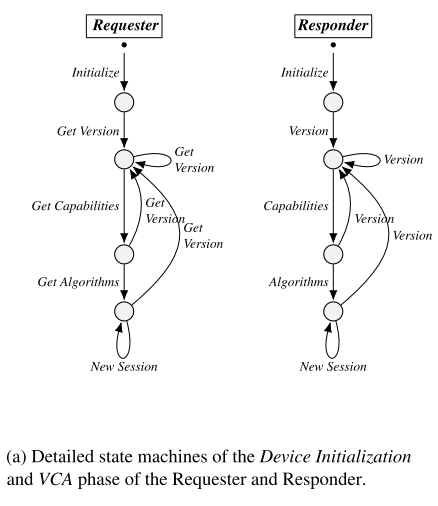 Requester
Responder
Initialize
Initialize
Get Version
Version
Get
Version
Version
Get Capabilities
Capabilities
Get
Version
Version
Get
Version
Version
Get Algorithms
Algorithms
New Session
New Session
(a) Detailed state machines of the Device Initialization
and VCA phase of the Requester and Responder.